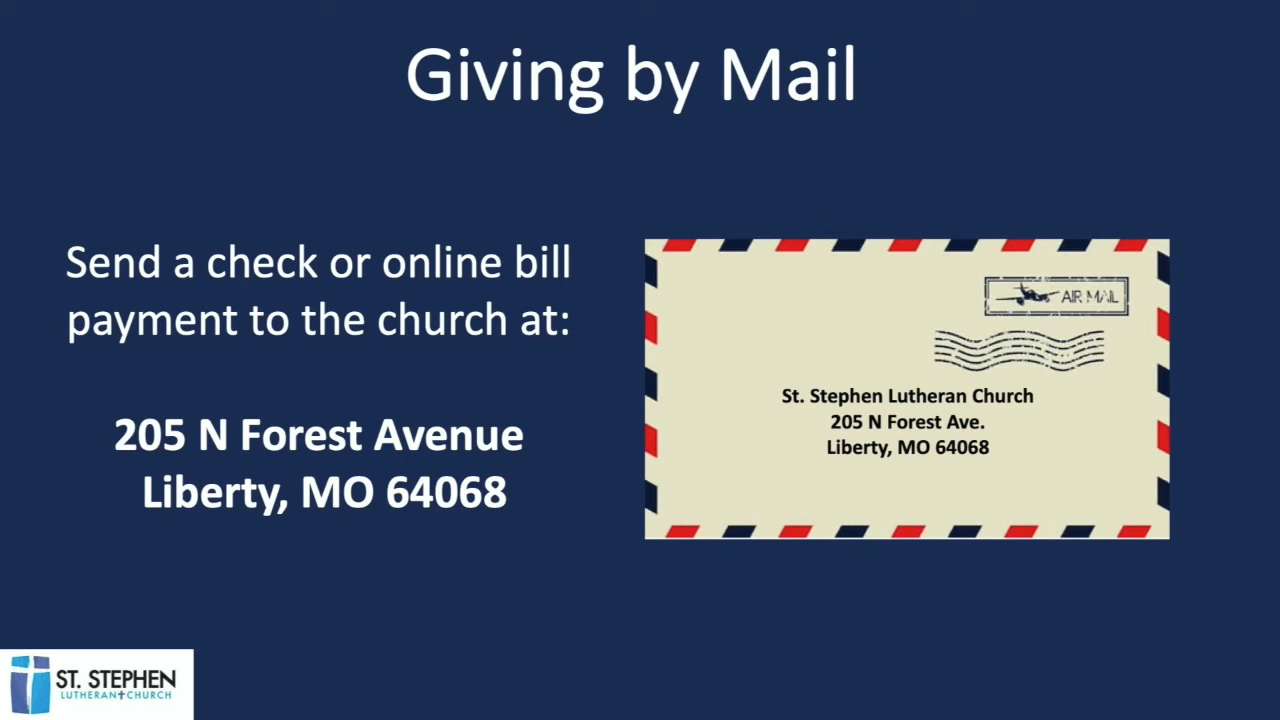 Giving by Mail
Send a check or online bill
payment to the church at:
205 N Forest Avenue
Liberty, MO 64068
AIR MAIL
St. Stephen Lutheran Church
205 N Forest Ave.
Liberty, MO 64068
ST. STEPHEN
LUTHERAN CHURCH